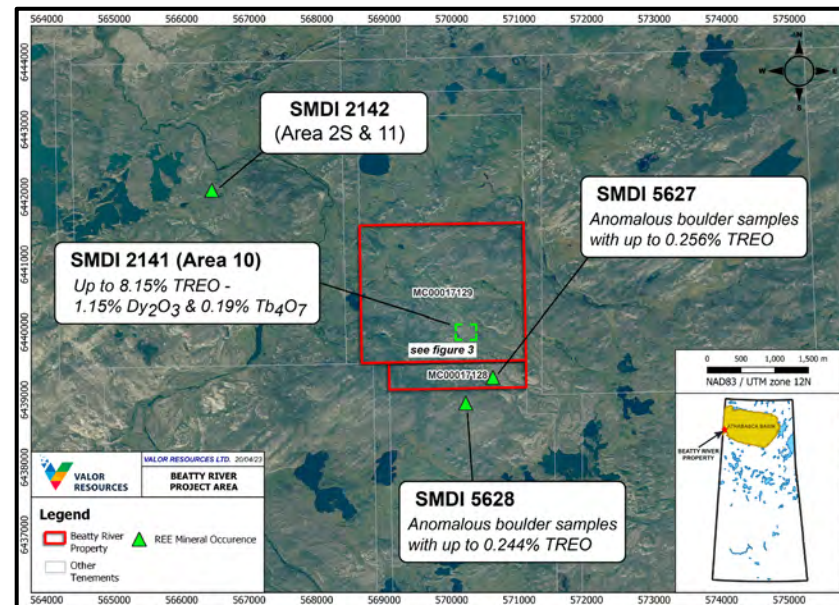 564000 565000 566000 567000 568000 569000 570000 571000 572000 573000 574000 575000
6444000
6443000
6442000
6441000
6440000
6439000
6438000
6437000
N
W E
S
SMDI 2142
(Area 2S & 11)
SMDI 5627
Anomalous boulder samples
with up to 0.256% TREO
SMDI 2141 (Area 10)
Up to 8.15% TREO -
1.15% Dy2O3 & 0.19% Tb4O7
MC00017129
see figure 3
MC00017128
SMDI 5628
Anomalous boulder samples
with up to 0.244% TREO
0 500 1,000 1,500 m
NAD83 / UTM zone 12N
ATHABASCA BASIN
BEATTY RIVER
PROPERTY
VALOR
RESOURCES
VALOR RESOURCES LTD. 20/04/23
BEATTY RIVER
PROJECT AREA
Legend
Beatty River
Property
REE Mineral Occurence
Other
Tenements
564000 565000 566000 567000 568000 569000 570000 571000 572000 573000 574000 575000